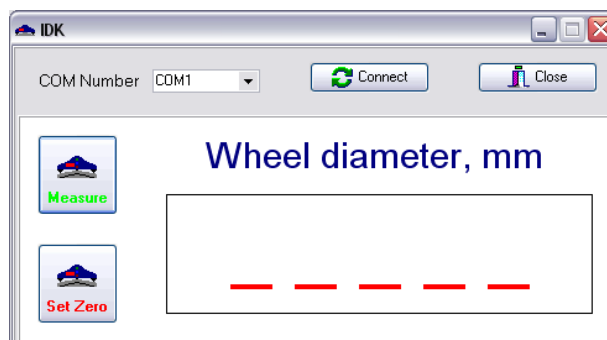 IDK
COM Number COM1 Connect Close
Wheel diameter, mm
Measure
_ _ _ _ _
Set Zero